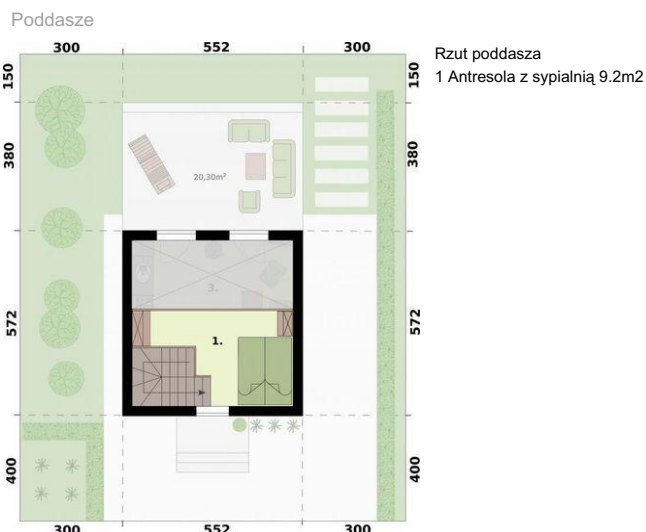 Poddasze
300 552 300
Rzut poddasza
1 Antresola z sypialnią 9.2m2
150 150
380 380
20,30m²
3.
572 572
1.
400 400
300 552 300